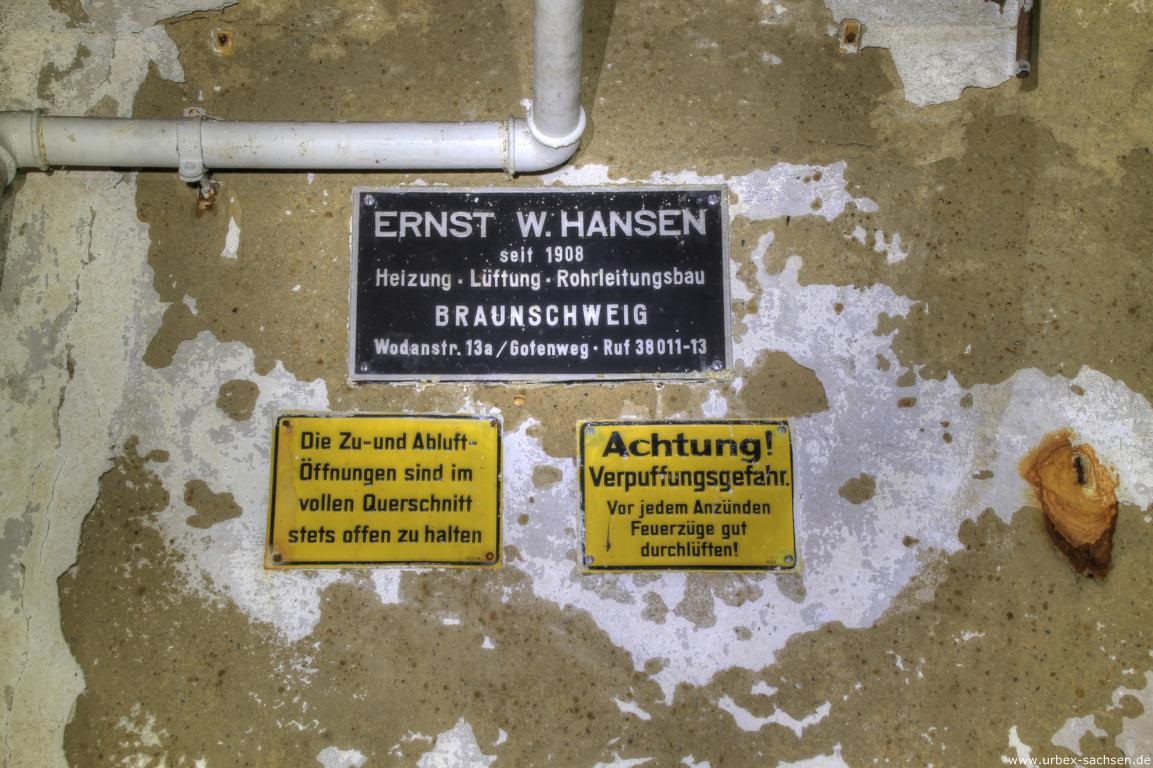 ERNST W. HANSEN
seit 1908
Heizung · Lüftung · Rohrleitungsbau
BRAUNSCHWEIG
Wodanstr. 13a/Gotenweg · Ruf 38011-13
Die Zu-und Abluft-
Öffnungen sind im
vollen Querschnitt
stets offen zu halten
Achtung!
Verpuffungsgefahr.
Vor jedem Anzünden
Feuerzüge gut
durchlüften!
www.urbex-sachsen.de